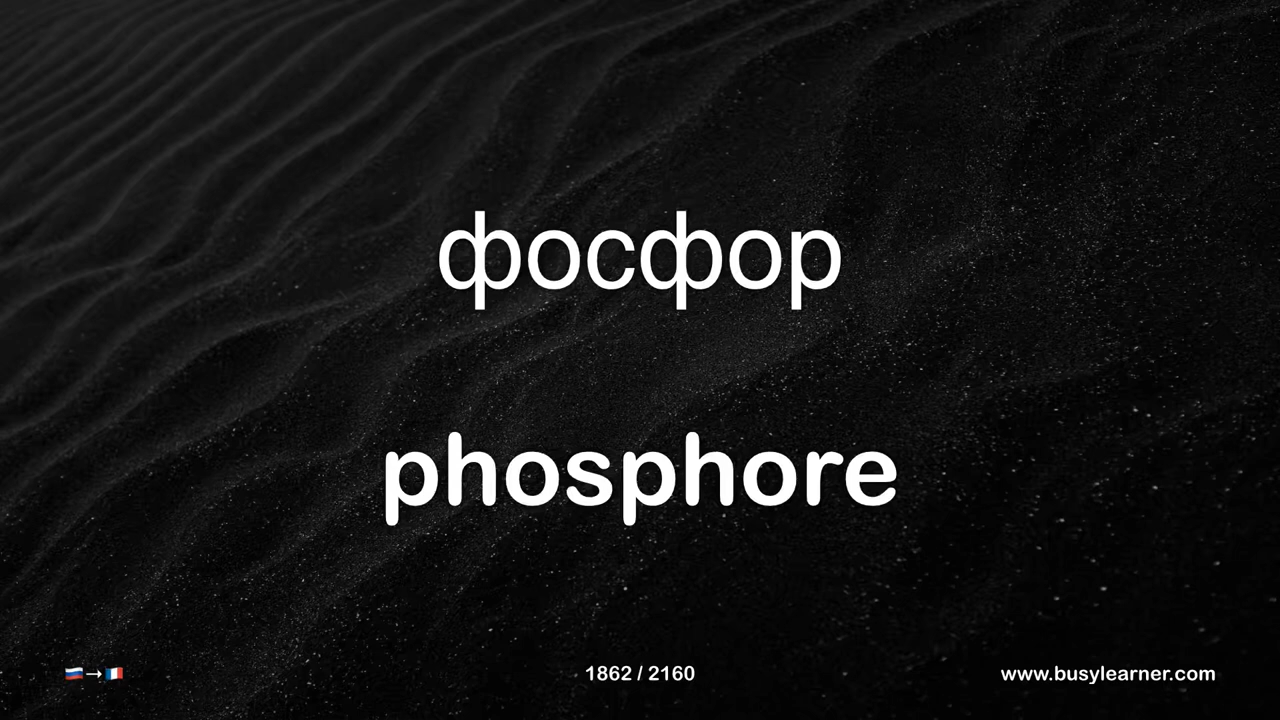 фосфор
phosphore
🇷🇺→🇫🇷
1862 / 2160
www.busylearner.com